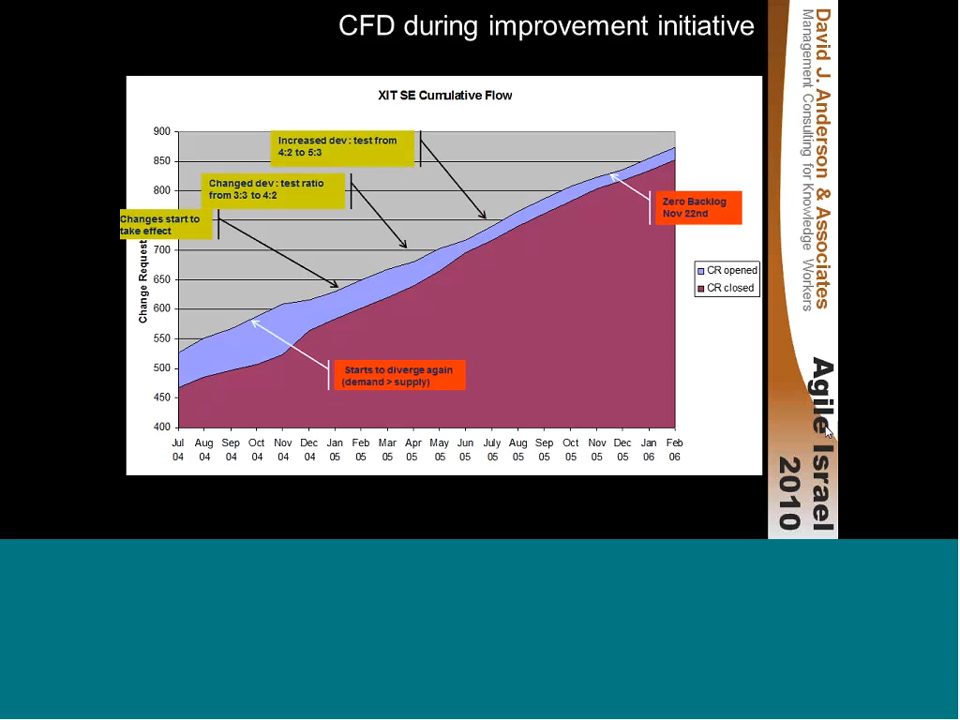 CFD during improvement initiative
XIT SE Cumulative Flow
Increased dev : test from
4:2 to 5:3
Changed dev : test ratio
from 3:3 to 4:2
Changes start to
take effect
Zero Backlog
Nov 22nd
Starts to diverge again
(demand > supply)
Change Request
900
850
800
700
650
600
550
500
450
400
Jul Aug Sep Oct Nov Dec Jan Feb Mar Apr May Jun July Aug Sep Oct Nov Dec Jan Feb
04 04 04 04 04 04 05 05 05 05 05 05 05 05 05 05 05 05 06 06
CR opened
CR closed
David J. Anderson & Associates
Management Consulting for Knowledge Workers
Agile Israel
2010